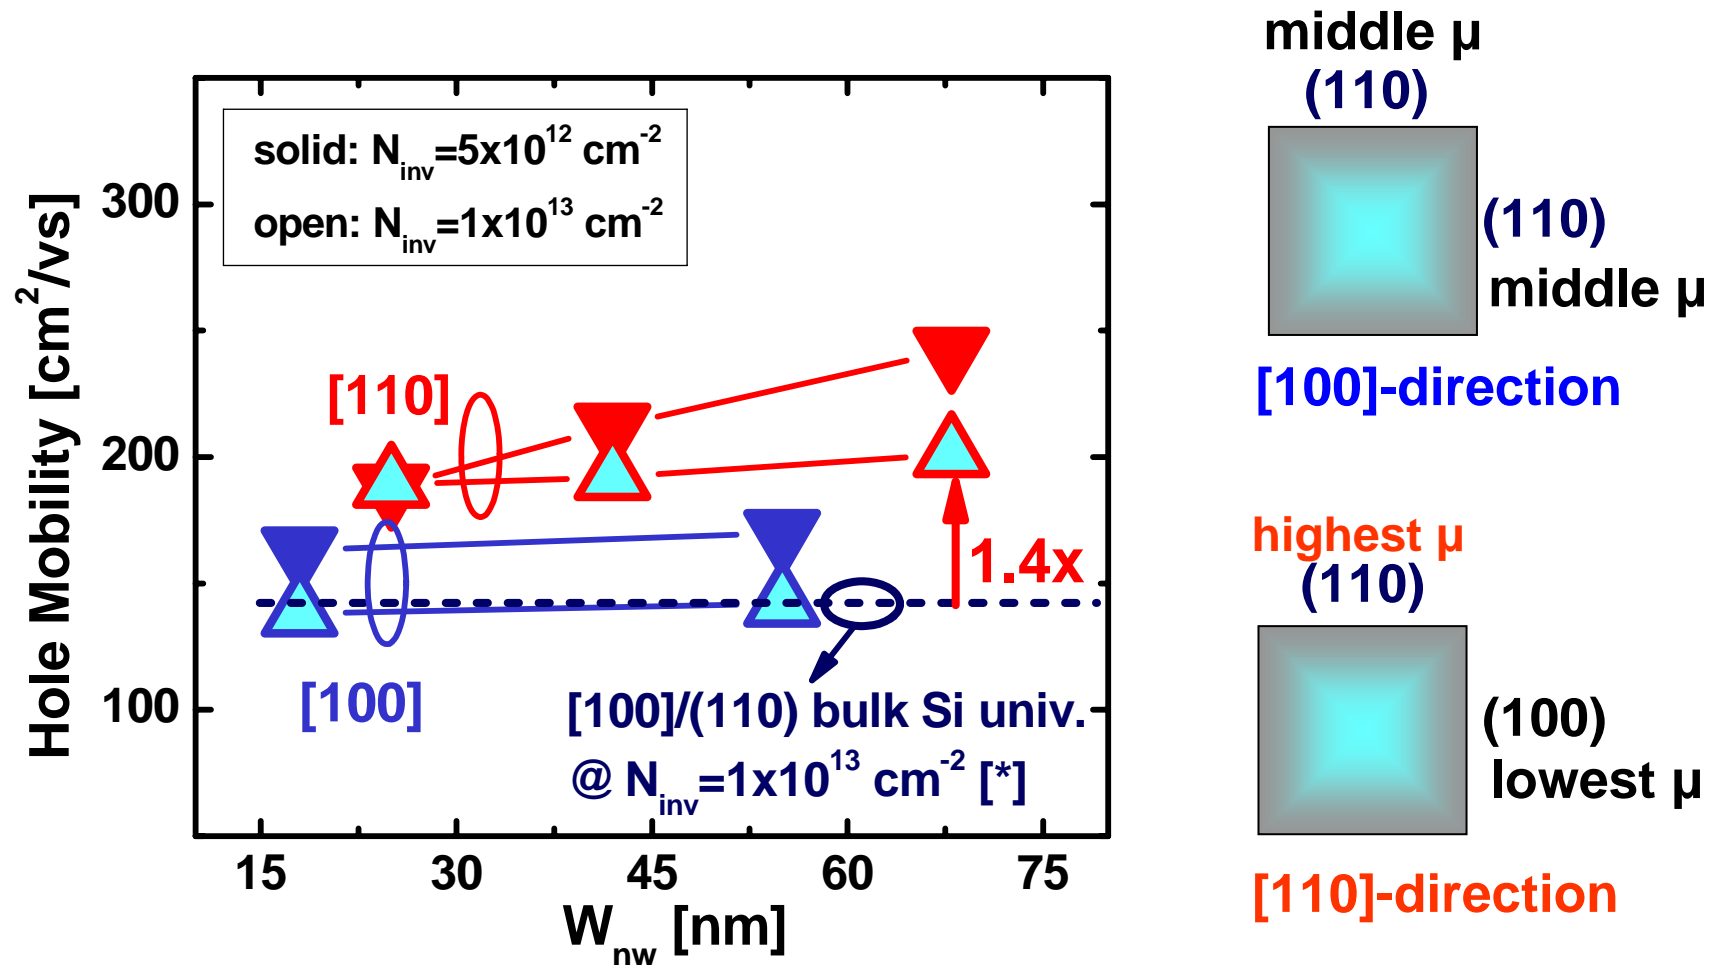 solid: N_inv=5x10^12 cm^-2
open: N_inv=1x10^13 cm^-2
Hole Mobility [cm^2/vs]
300
200
100
[110]
[100]
1.4x
[100]/(110) bulk Si univ.
@ N_inv=1x10^13 cm^-2 [*]
15 30 45 60 75
W_nw [nm]
middle µ
(110)
(110)
middle µ
[100]-direction
highest µ
(110)
(100)
lowest µ
[110]-direction